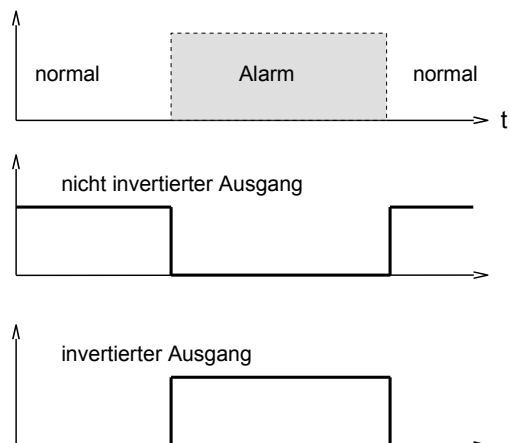 normal Alarm normal
t
nicht invertierter Ausgang
invertierter Ausgang